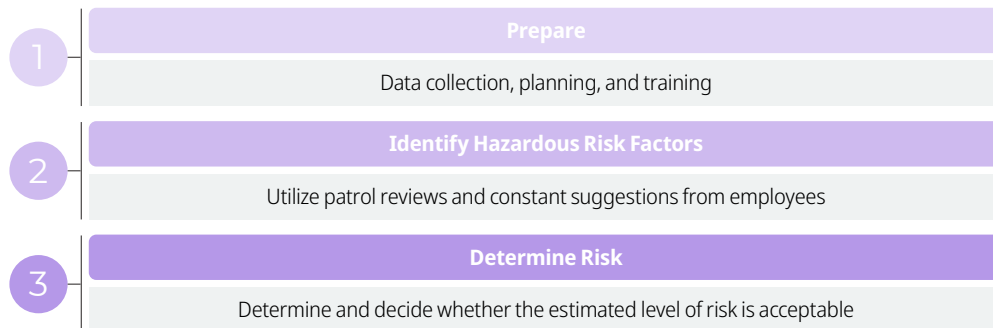 1
Prepare
Data collection, planning, and training
2
Identify Hazardous Risk Factors
Utilize patrol reviews and constant suggestions from employees
3
Determine Risk
Determine and decide whether the estimated level of risk is acceptable